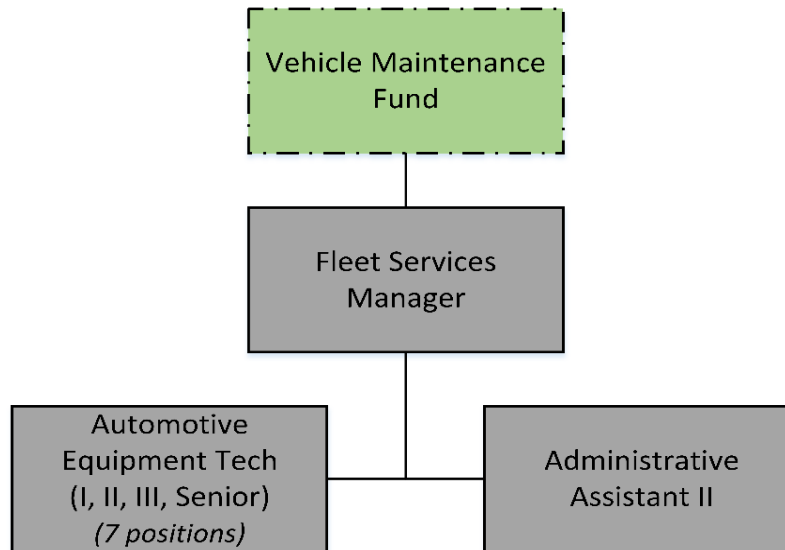 Vehicle Maintenance
Fund
Fleet Services
Manager
Automotive
Equipment Tech
(I, II, III, Senior)
(7 positions)
Administrative
Assistant II